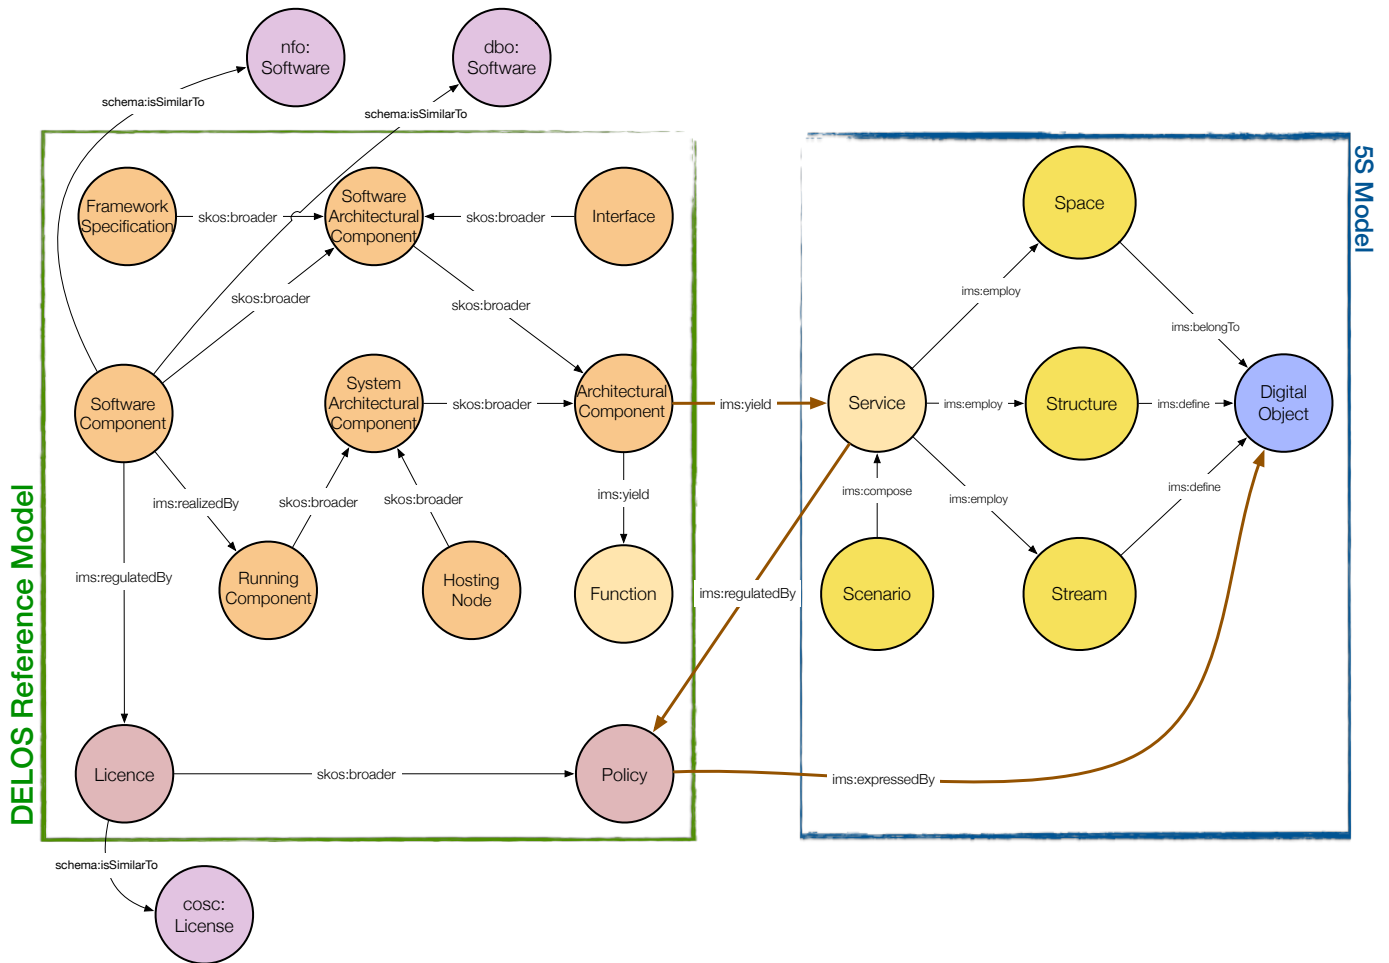 nfo:
Software
dbo:
Software
schema:isSimilarTo
schema:isSimilarTo
DELOS Reference Model
5S Model
Framework
Specification
skos:broader
Software
Architectural
Component
skos:broader
Interface
Space
skos:broader
skos:broader
ims:employ
ims:belongTo
Software
Component
System
Architectural
Component
skos:broader
Architectural
Component
ims:yield
Service
ims:employ
Structure
ims:define
Digital
Object
ims:realizedBy
skos:broader
skos:broader
ims:yield
ims:compose
ims:employ
ims:define
ims:regulatedBy
Running
Component
Hosting
Node
Function
ims:regulatedBy
Scenario
Stream
Licence
skos:broader
Policy
ims:expressedBy
schema:isSimilarTo
cosc:
License